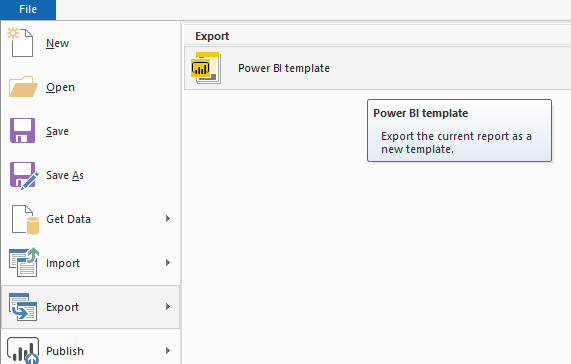 File
New
Open
Save
Save As
Get Data
Import
Export
Publish
Export
Power BI template
Power BI template
Export the current report as a
new template.